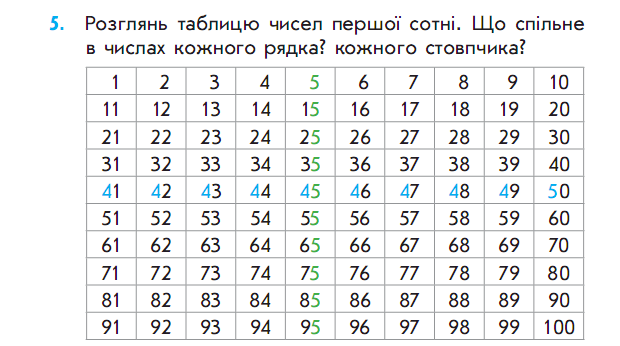 5. Розглянь таблицю чисел першої сотні. Що спільне
в числах кожного рядка? кожного стовпчика?
1 2 3 4 5 6 7 8 9 10
11 12 13 14 15 16 17 18 19 20
21 22 23 24 25 26 27 28 29 30
31 32 33 34 35 36 37 38 39 40
41 42 43 44 45 46 47 48 49 50
51 52 53 54 55 56 57 58 59 60
61 62 63 64 65 66 67 68 69 70
71 72 73 74 75 76 77 78 79 80
81 82 83 84 85 86 87 88 89 90
91 92 93 94 95 96 97 98 99 100